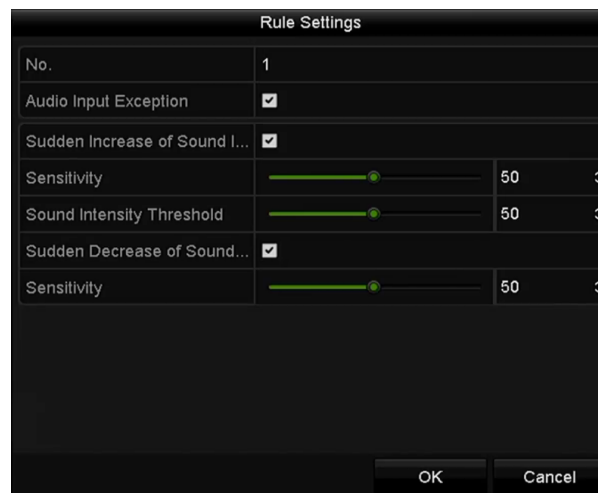 Rule Settings
No. 1
Audio Input Exception
Sudden Increase of Sound I...
Sensitivity 50
Sound Intensity Threshold 50
Sudden Decrease of Sound...
Sensitivity 50
OK Cancel